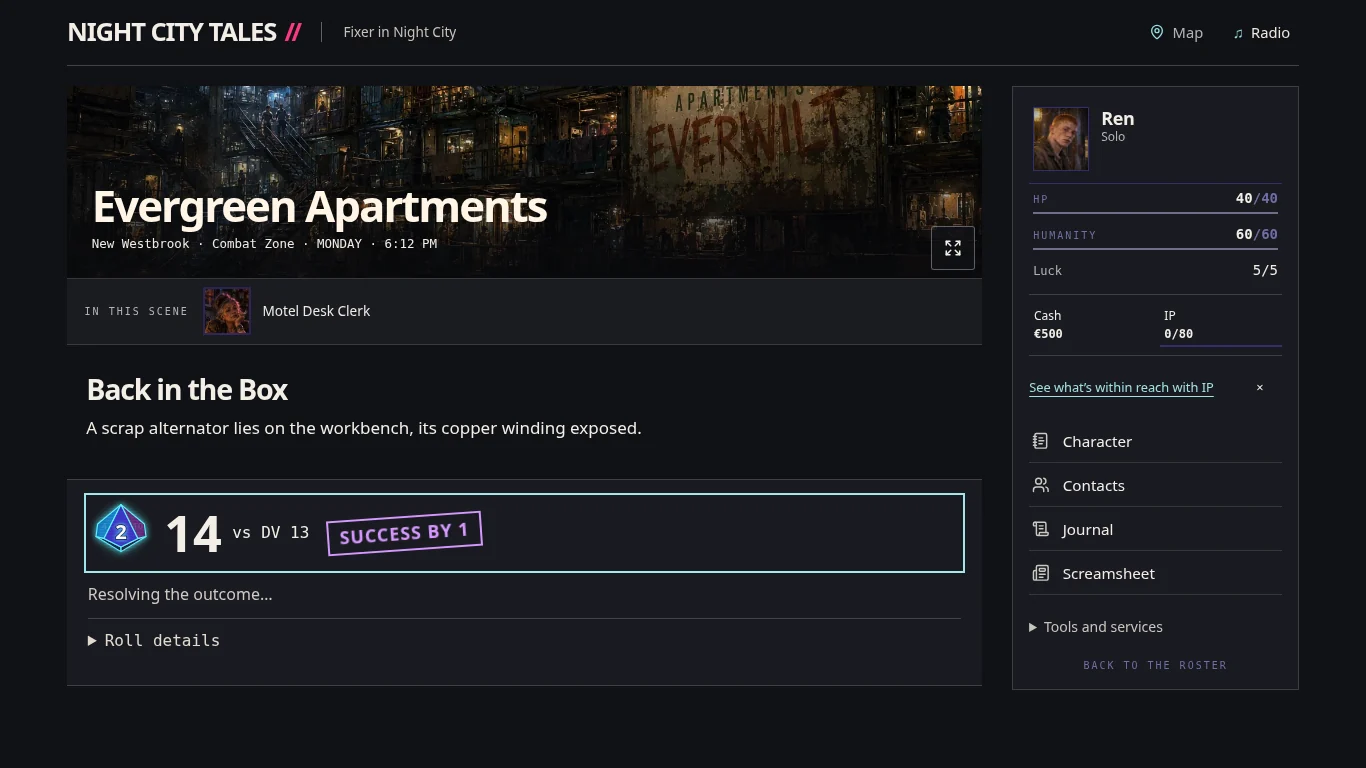 NIGHT CITY TALES //
Fixer in Night City
Map
♫ Radio
APARTMENTS
EVERWILT
Evergreen Apartments
New Westbrook · Combat Zone · MONDAY · 6:12 PM
IN THIS SCENE
Motel Desk Clerk
Back in the Box
A scrap alternator lies on the workbench, its copper winding exposed.
2
14 vs DV 13
SUCCESS BY 1
Resolving the outcome…
▶ Roll details
Ren
Solo
HP 40/40
HUMANITY 60/60
Luck 5/5
Cash
€500
IP
0/80
See what’s within reach with IP ×
Character
Contacts
Journal
Screamsheet
▶ Tools and services
BACK TO THE ROSTER